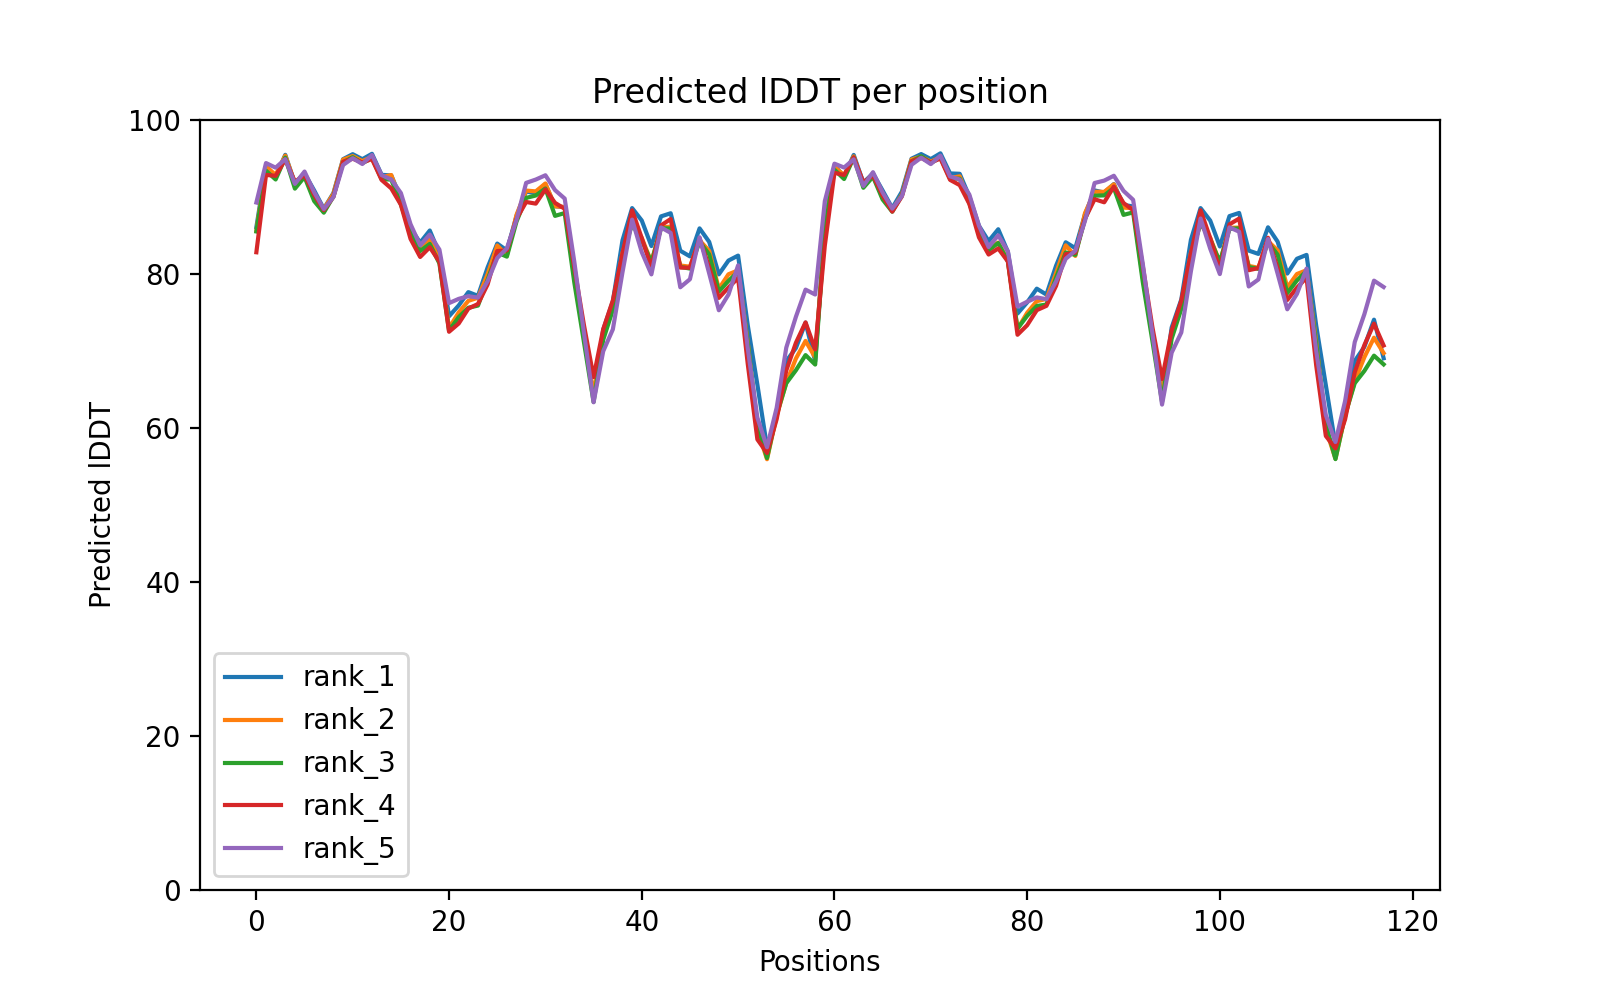 Predicted lDDT per position
100
80
60
40
20
0
Predicted lDDT
rank_1
rank_2
rank_3
rank_4
rank_5
0 20 40 60 80 100 120
Positions